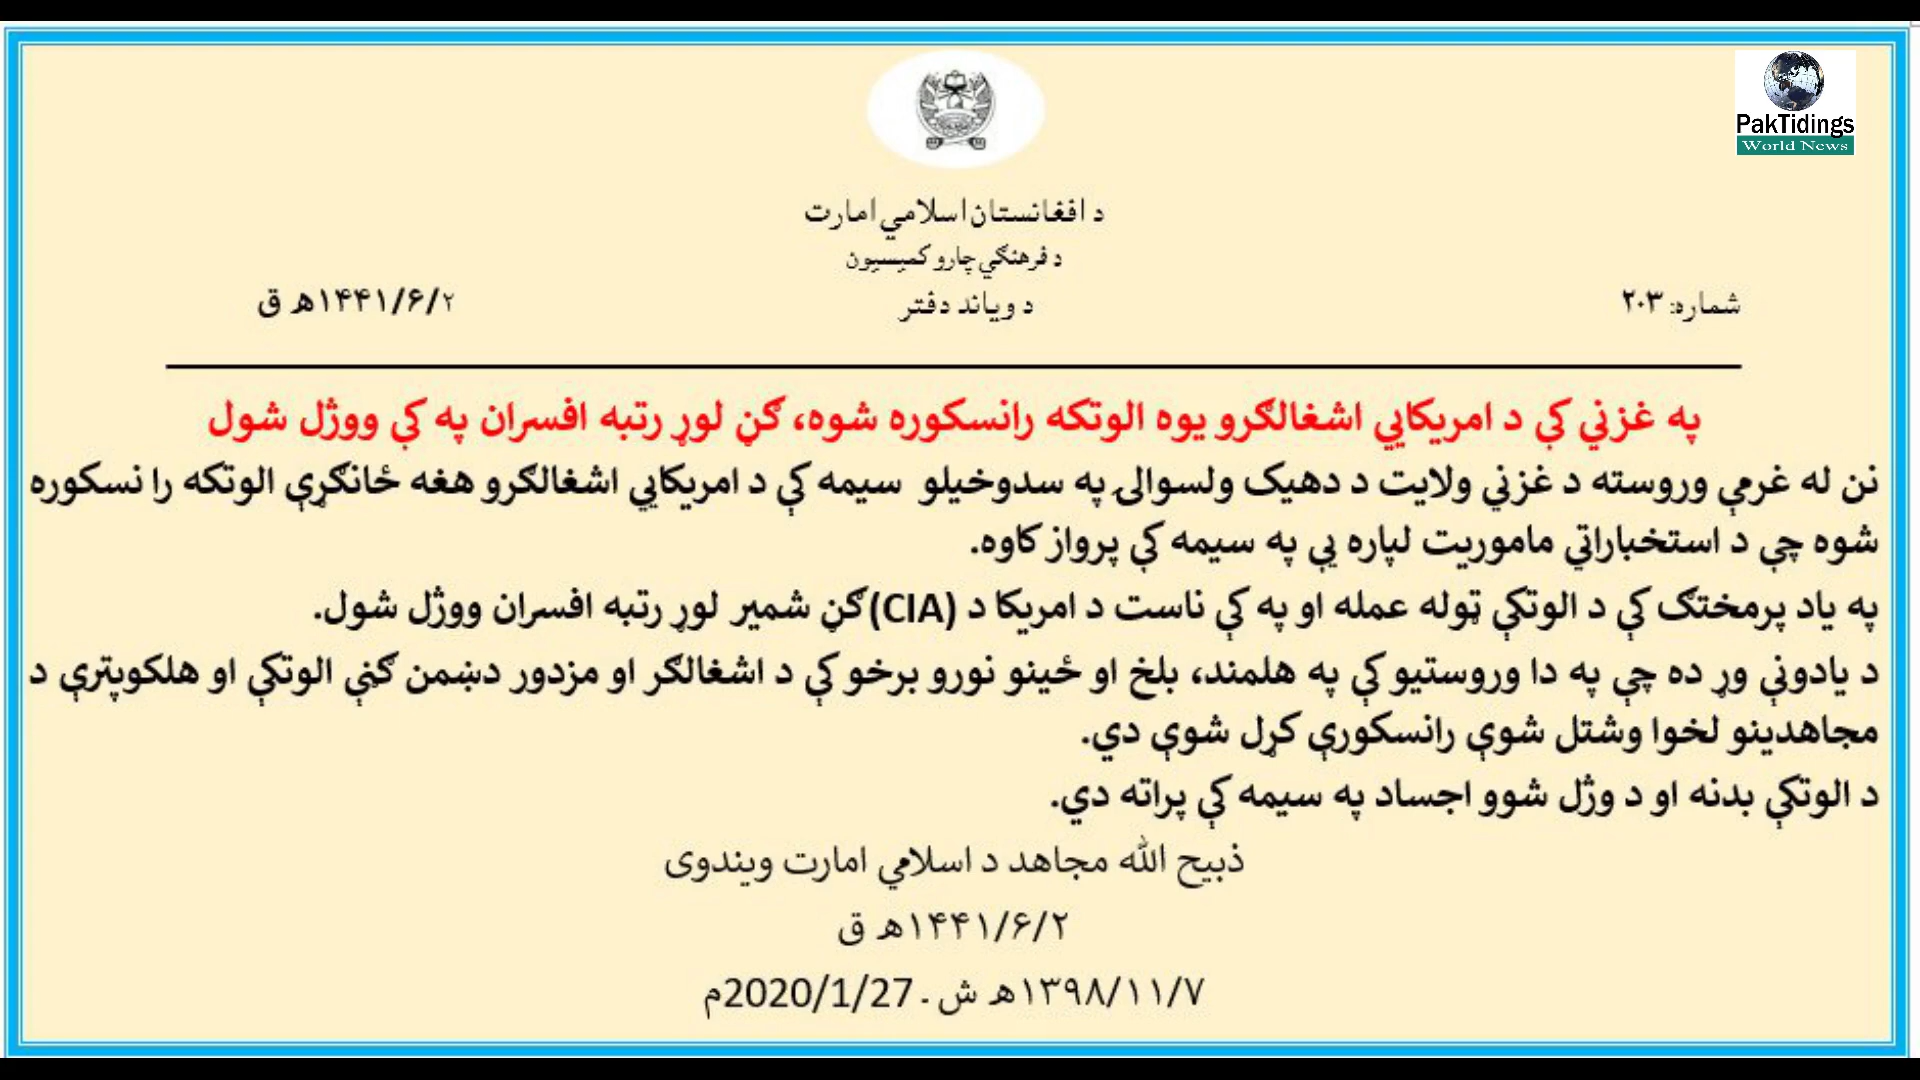 PakTidings
World News
د افغانستان اسلامي امارت
د فرهنګي چارو کمیسیون
شماره: ۲۰۳
د ویاند دفتر
۱۴۴۱/۶/۲هـ ق
په غزني کې د امریکايي اشغالګرو یوه الوتکه رانسکوره شوه، ګڼ لوړ رتبه افسران په کې ووژل شول
نن له غرمې وروسته د غزني ولایت د دهیک ولسوالۍ په سدوخیلو سیمه کې د امریکايي اشغالګرو هغه ځانګړې الوتکه را نسکوره
شوه چې د استخباراتي ماموریت لپاره یې په سیمه کې پرواز کاوه.
په یاد پرمختګ کې د الوتکې ټوله عمله او په کې ناست د امریکا د (CIA) ګڼ شمیر لوړ رتبه افسران ووژل شول.
د یادونې وړ ده چې په دا وروستیو کې په هلمند، بلخ او ځینو نورو برخو کې د اشغالګر او مزدور دښمن ګڼې الوتکې او هلکوپترې د
مجاهدینو لخوا وشتل شوې رانسکورې کړل شوې دي.
د الوتکې بدنه او د وژل شوو اجساد په سیمه کې پراته دي.
ذبیح الله مجاهد د اسلامي امارت ویندوی
۱۴۴۱/۶/۲هـ ق
۱۳۹۸/۱۱/۷هـ ش ـ 2020/1/27م